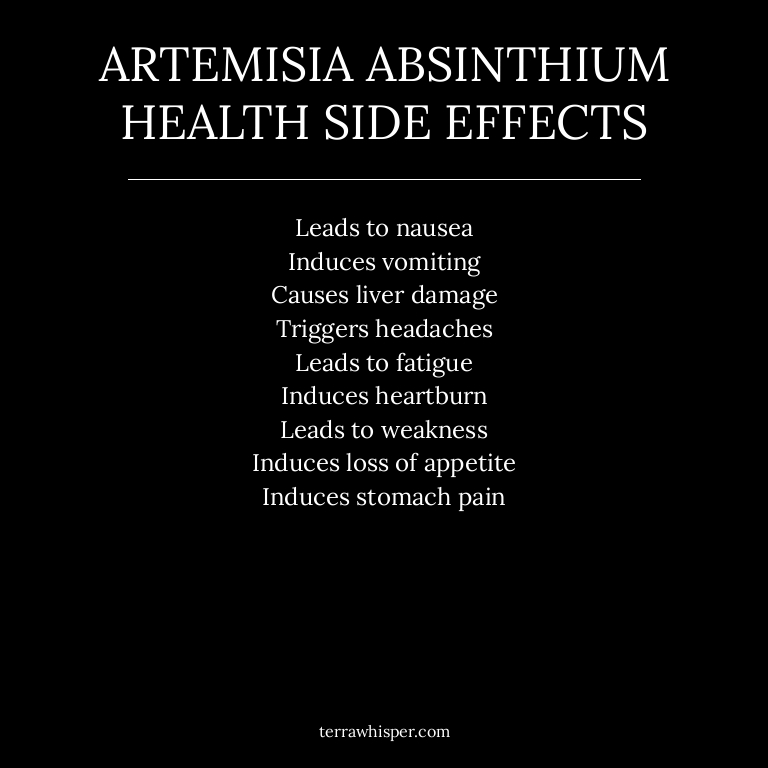 ARTEMISIA ABSINTHIUM
HEALTH SIDE EFFECTS
Leads to nausea
Induces vomiting
Causes liver damage
Triggers headaches
Leads to fatigue
Induces heartburn
Leads to weakness
Induces loss of appetite
Induces stomach pain
terrawhisper.com